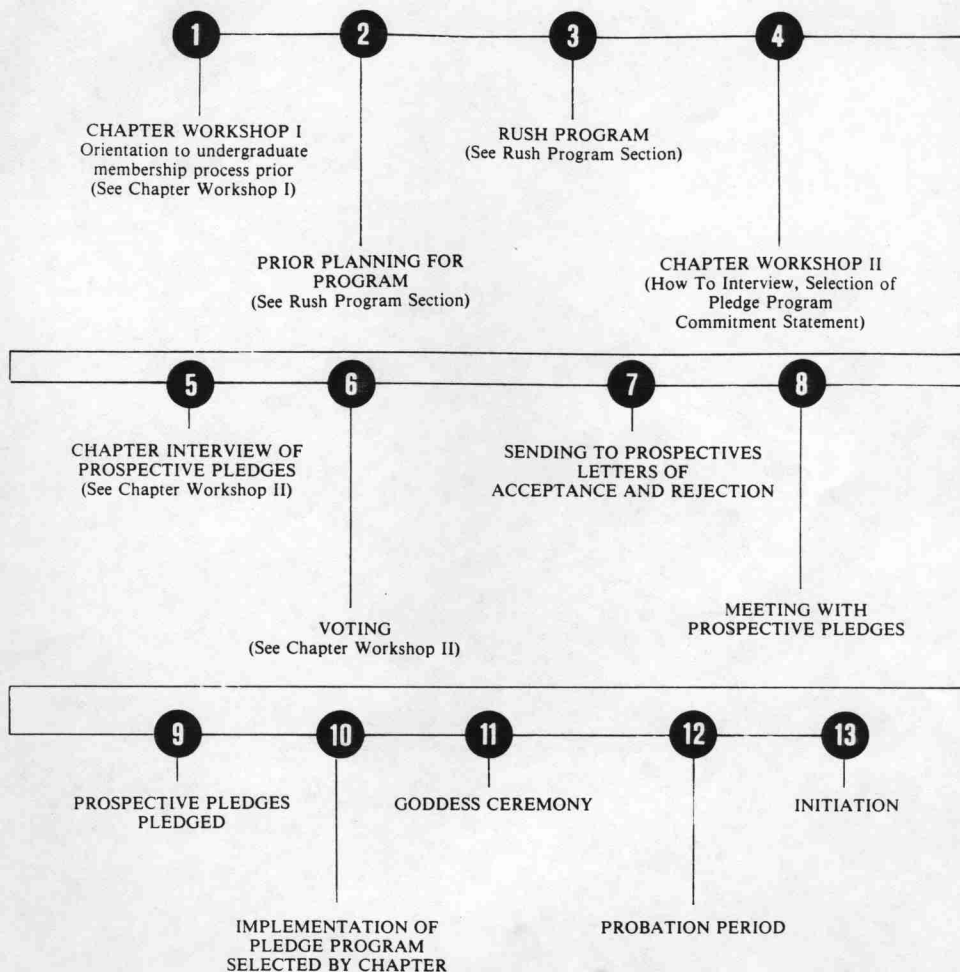 1
2
3
4
CHAPTER WORKSHOP I
Orientation to undergraduate
membership process prior
(See Chapter Workshop I)
PRIOR PLANNING FOR
PROGRAM
(See Rush Program Section)
RUSH PROGRAM
(See Rush Program Section)
CHAPTER WORKSHOP II
(How To Interview, Selection of
Pledge Program
Commitment Statement)
5
6
7
8
CHAPTER INTERVIEW OF
PROSPECTIVE PLEDGES
(See Chapter Workshop II)
VOTING
(See Chapter Workshop II)
SENDING TO PROSPECTIVES
LETTERS OF
ACCEPTANCE AND REJECTION
MEETING WITH
PROSPECTIVE PLEDGES
9
10
11
12
13
PROSPECTIVE PLEDGES
PLEDGED
IMPLEMENTATION OF
PLEDGE PROGRAM
SELECTED BY CHAPTER
GODDESS CEREMONY
PROBATION PERIOD
INITIATION